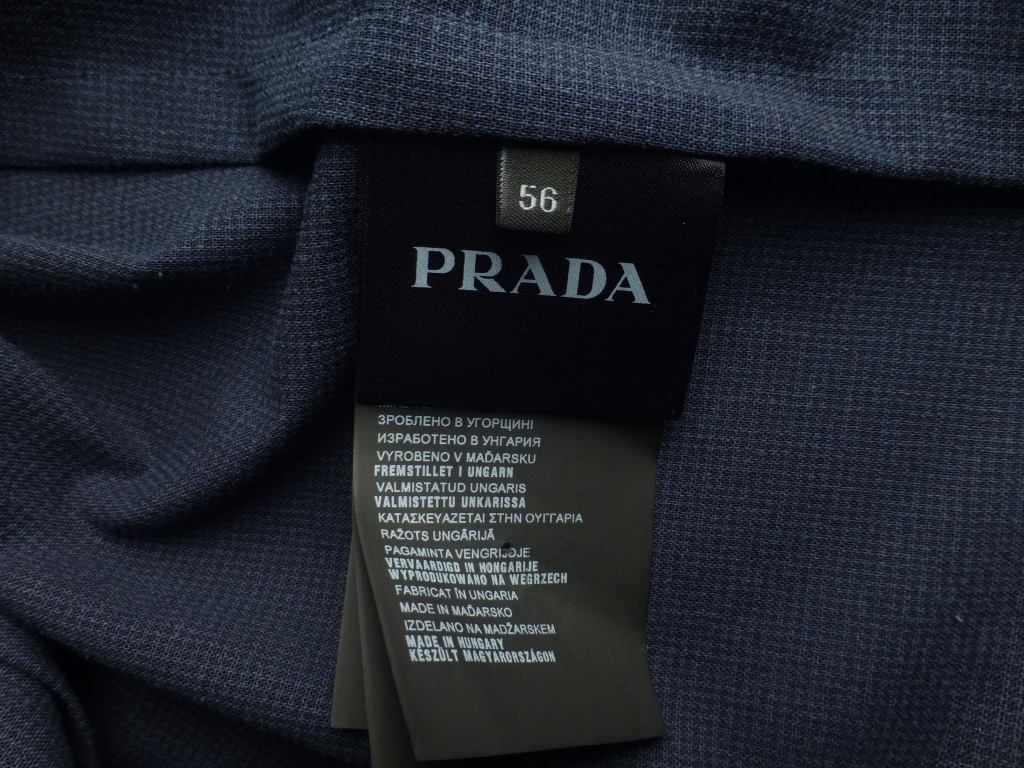 56
PRADA
ЗРОБЛЕНО В УГОРЩИНІ
ИЗРАБОТЕНО В УНГАРИЯ
VYROBENO V MAĎARSKU
FREMSTILLET I UNGARN
VALMISTATUD UNGARIS
VALMISTETTU UNKARISSA
ΚΑΤΑΣΚΕΥΑΖΕΤΑΙ ΣΤΗΝ ΟΥΓΓΑΡΙΑ
RAŽOTS UNGĀRIJĀ
PAGAMINTA VENGRIJOJE
VERVAARDIGD IN HONGARIJE
WYPRODUKOWANO NA WEGRZECH
FABRICAT ÎN UNGARIA
MADE IN MAĎARSKO
IZDELANO NA MADŽARSKEM
MADE IN HUNGARY
KÉSZÜLT MAGYARORSZÁGON